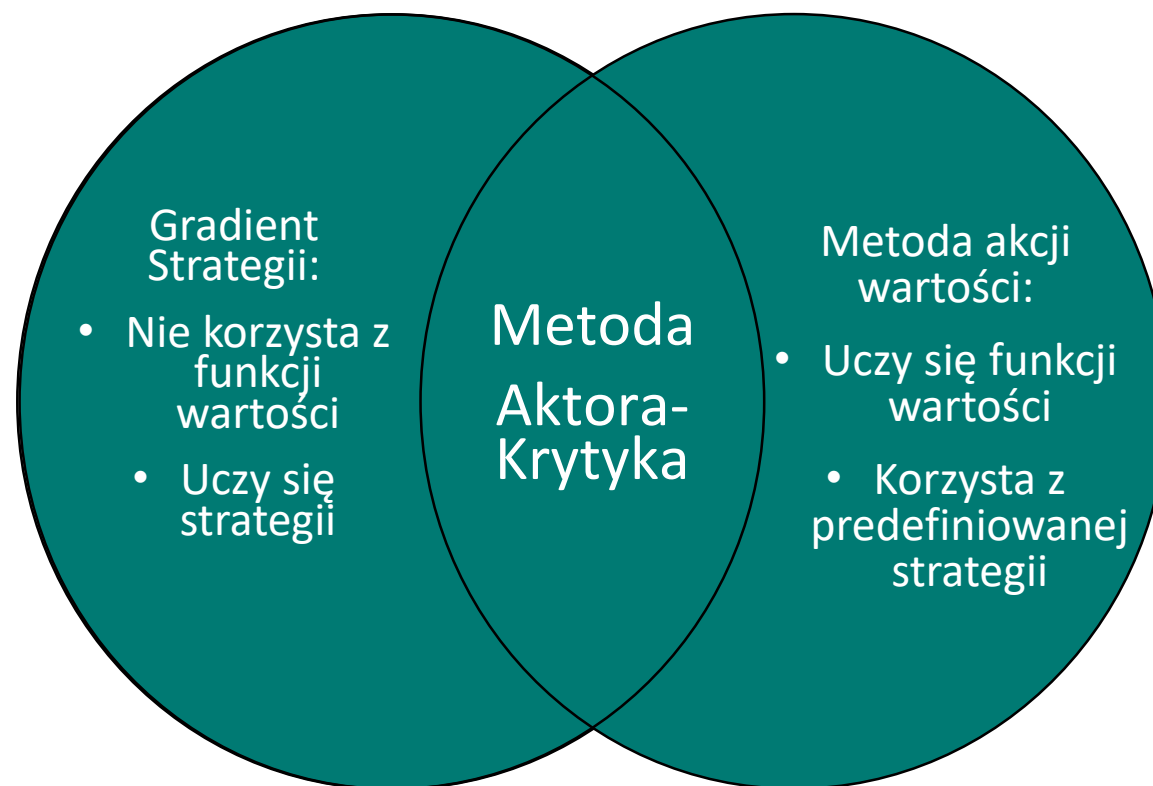 Gradient
Strategii:
• Nie korzysta z
funkcji
wartości
• Uczy się
strategii
Metoda
Aktora-
Krytyka
Metoda akcji
wartości:
• Uczy się funkcji
wartości
• Korzysta z
predefiniowanej
strategii